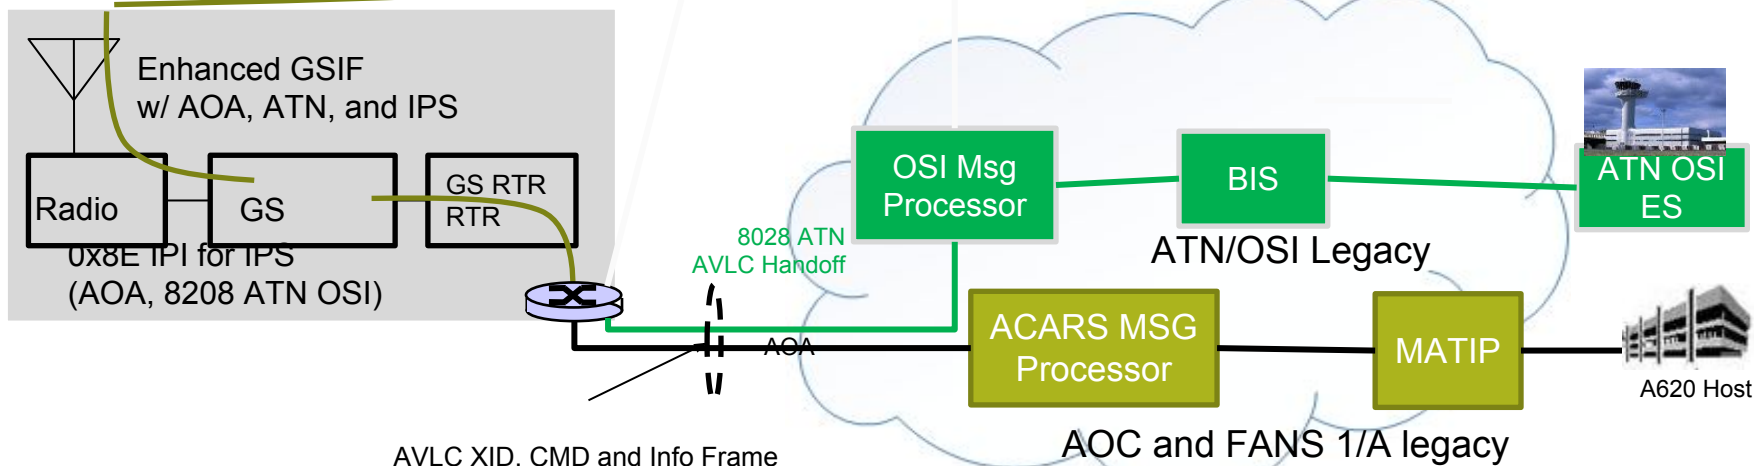 Enhanced GSIF
w/ AOA, ATN, and IPS
Radio
GS
GS RTR
RTR
0x8E IPI for IPS
(AOA, 8208 ATN OSI)
8028 ATN
AVLC Handoff
AOA
AVLC XID, CMD and Info Frame
OSI Msg
Processor
BIS
ATN OSI
ES
ATN/OSI Legacy
ACARS MSG
Processor
MATIP
A620 Host
AOC and FANS 1/A legacy